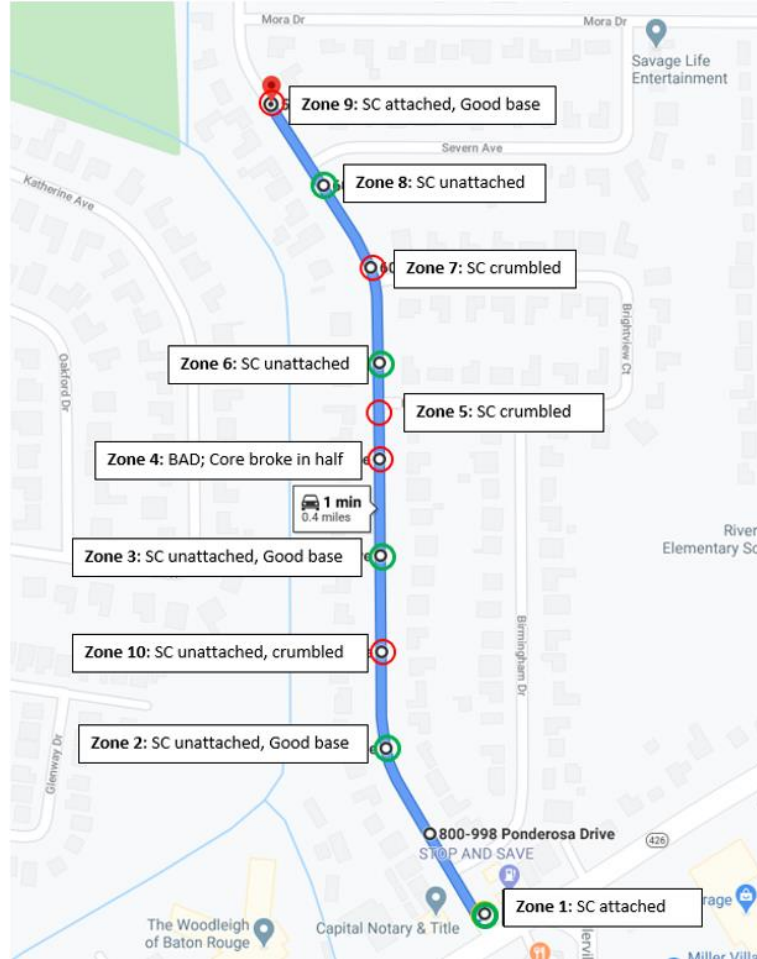 Mora Dr
Mora Dr
Savage Life
Entertainment
Zone 9: SC attached, Good base
Severn Ave
Katherine Ave
Zone 8: SC unattached
Zone 7: SC crumbled
Brightview Ct
Zone 6: SC unattached
Oakford Dr
Zone 5: SC crumbled
Zone 4: BAD; Core broke in half
1 min
0.4 miles
River
Elementary Sc
Zone 3: SC unattached, Good base
Birmingham Dr
Zone 10: SC unattached, crumbled
Glenway Dr
Zone 2: SC unattached, Good base
800-998 Ponderosa Drive
STOP AND SAVE
426
Zone 1: SC attached
rage
The Woodleigh
of Baton Rouge
Capital Notary & Title
derville
Miller Villa